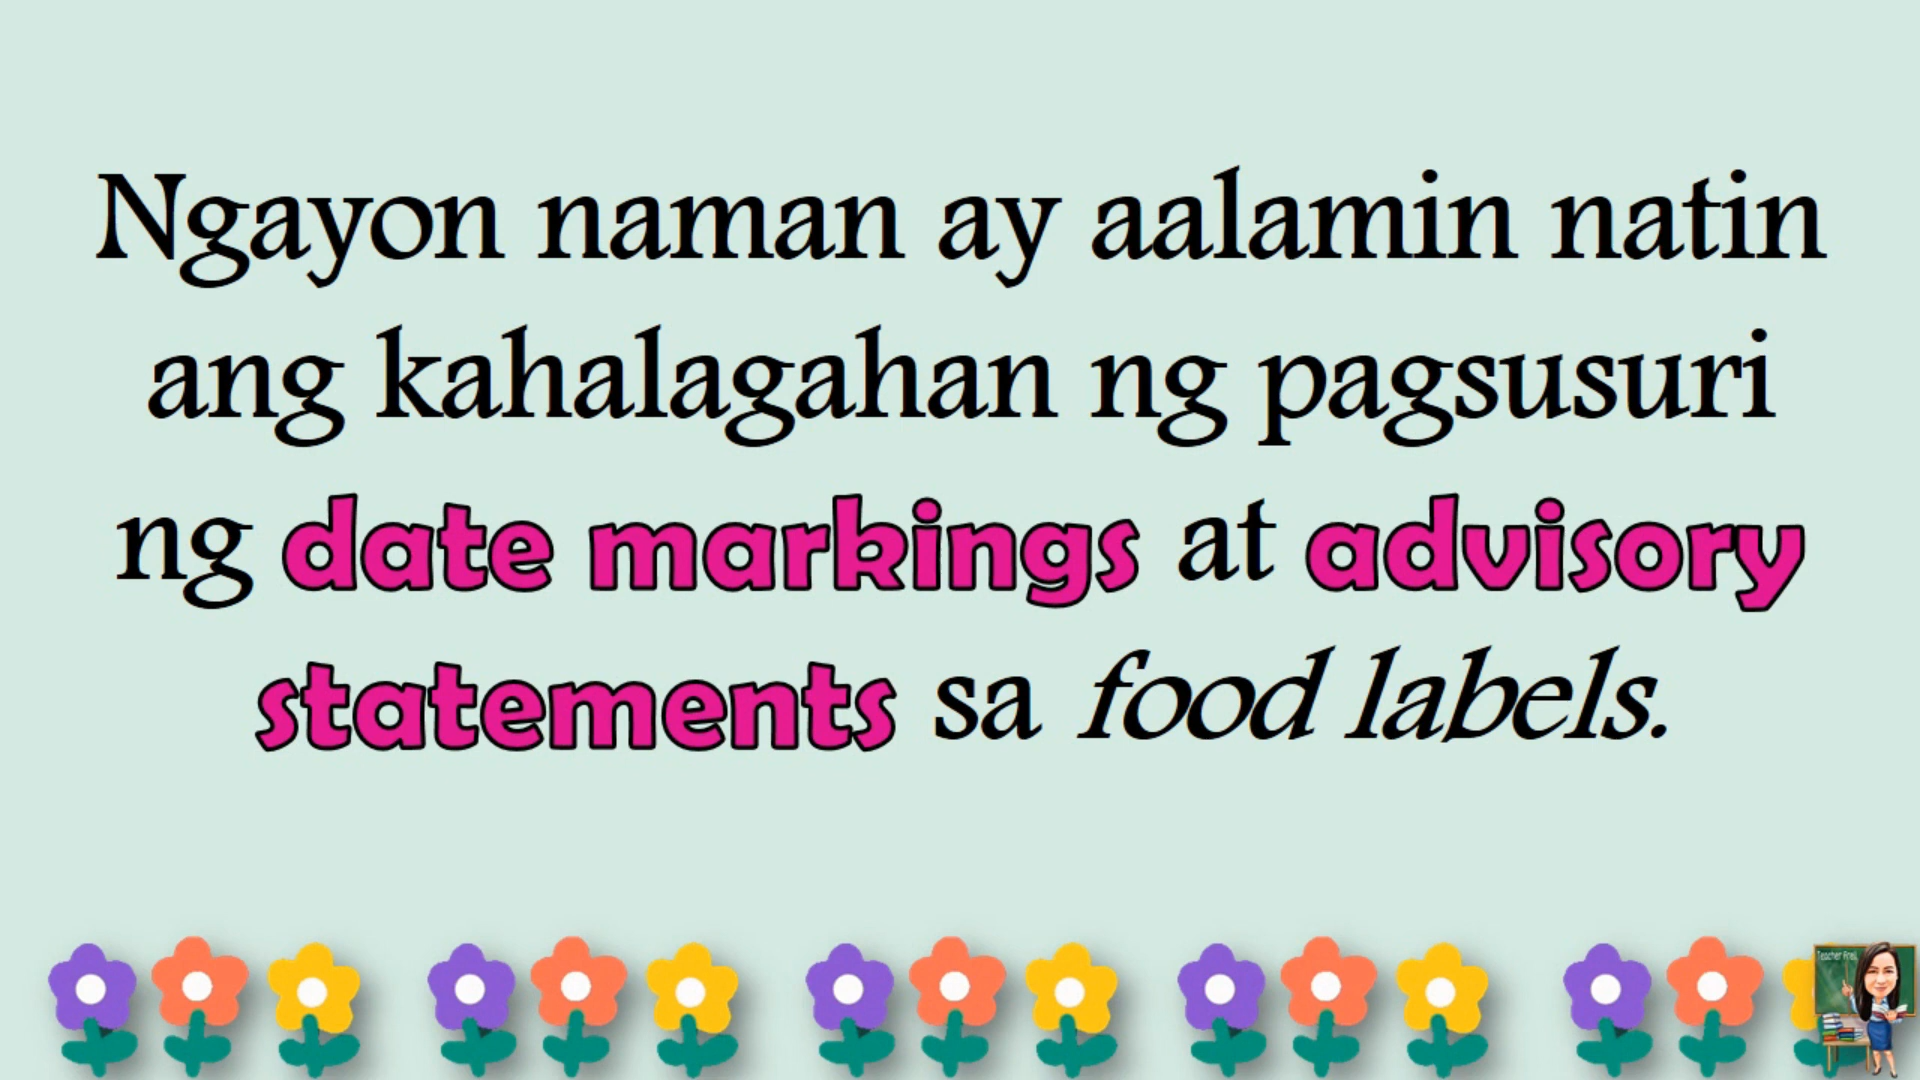 Ngayon naman ay aalamin natin
ang kahalagahan ng pagsusuri
ng date markings at advisory
statements sa food labels.